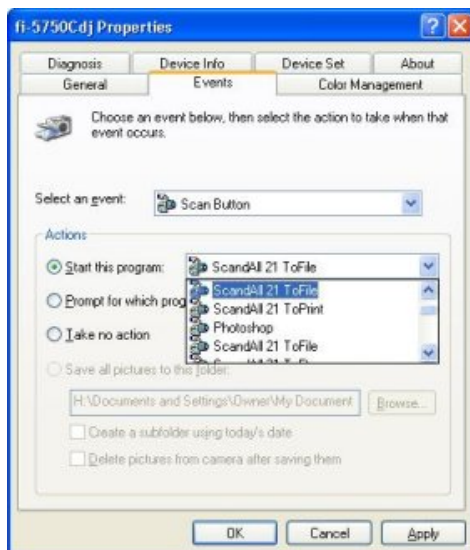 fi-5750Cdj Properties
Diagnosis Device Info Device Set About
General Events Color Management
Choose an event below, then select the action to take when that
event occurs.
Select an event: Scan Button
Actions
Start this program: ScandAll 21 ToFile
ScandAll 21 ToFile
Prompt for which prog
ScandAll 21 ToPrint
Photoshop
Take no action
ScandAll 21 ToFile
Save all pictures to this folder:
H:\Documents and Settings\Owner\My Document Browse...
Create a subfolder using today's date
Delete pictures from camera after saving them
OK Cancel Apply